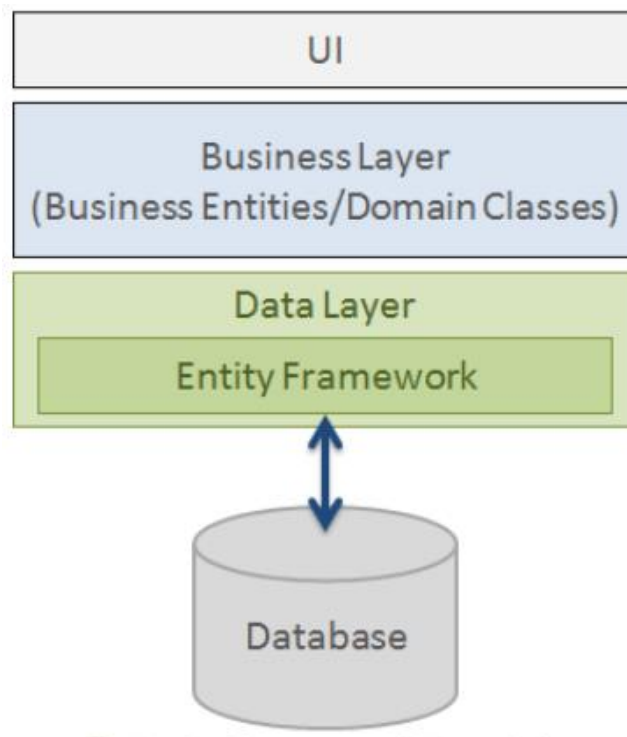 UI
Business Layer
(Business Entities/Domain Classes)
Data Layer
Entity Framework
Database